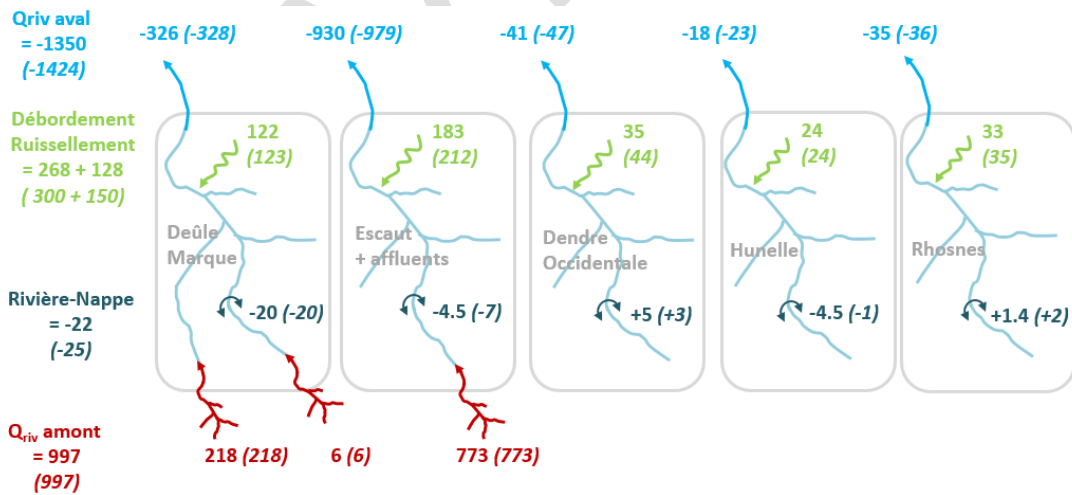 Qriv aval
= -1350
(-1424)
-326 (-328)
-930 (-979)
-41 (-47)
-18 (-23)
-35 (-36)
Débordement
Ruissellement
= 268 + 128
( 300 + 150)
122
(123)
183
(212)
35
(44)
24
(24)
33
(35)
Deûle
Marque
Escaut
+ affluents
Dendre
Occidentale
Hunelle
Rhosnes
Rivière-Nappe
= -22
(-25)
-20 (-20)
-4.5 (-7)
+5 (+3)
-4.5 (-1)
+1.4 (+2)
Qriv amont
= 997
(997)
218 (218)
6 (6)
773 (773)